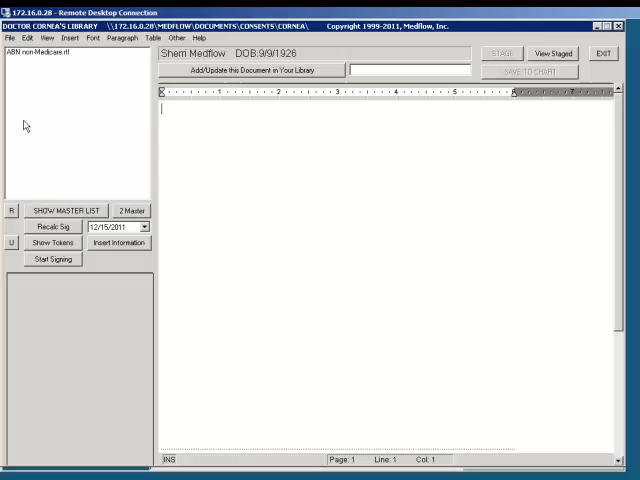 172.16.0.28 - Remote Desktop Connection
DOCTOR CORNEA'S LIBRARY \\172.16.0.28\MEDFLOW\DOCUMENTS\CONSENTS\CORNEA\ Copyright 1999-2011, Medflow, Inc.
File Edit View Insert Font Paragraph Table Other Help
ABN non-Medicare.rtf
Sherri Medflow DOB:9/9/1926
STAGE View Staged EXIT
Add/Update this Document in Your Library
SAVE TO CHART
1 2 3 4 5 7
R SHOW MASTER LIST 2 Master
Recalc Sig 12/15/2011
U Show Tokens Insert Information
Start Signing
INS Page: 1 Line: 1 Col: 1